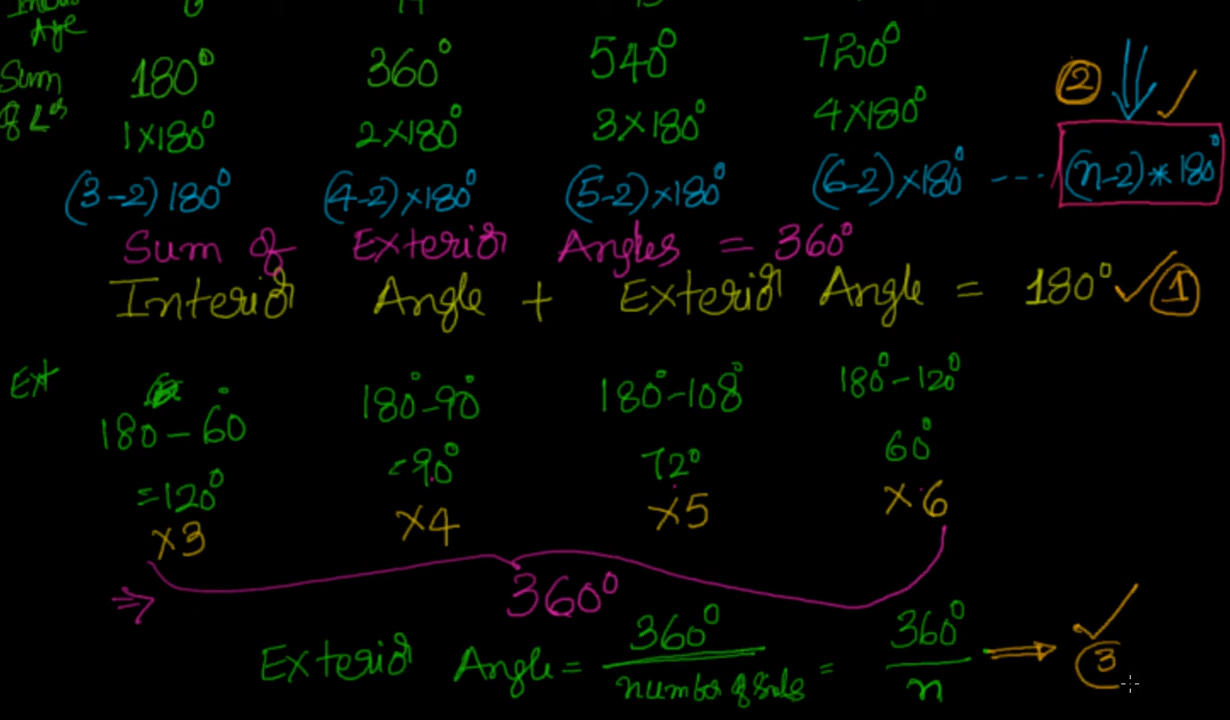 Age
Sum 180° 360° 540° 720°
of L's 1×180° 2×180° 3×180° 4×180° 2
(3-2)180° (4-2)×180° (5-2)×180° (6-2)×180° ---- (n-2)*180°
Sum of Exterior Angles = 360°
Interior Angle + Exterior Angle = 180° 1
Ext
180-60 180°-90° 180°-108° 180°-120°
=120° =90° 72° 60°
×3 ×4 ×5 ×6
⇒ 360°
Exterior Angle = 360° / number of sides = 360° / n ⇒ 3